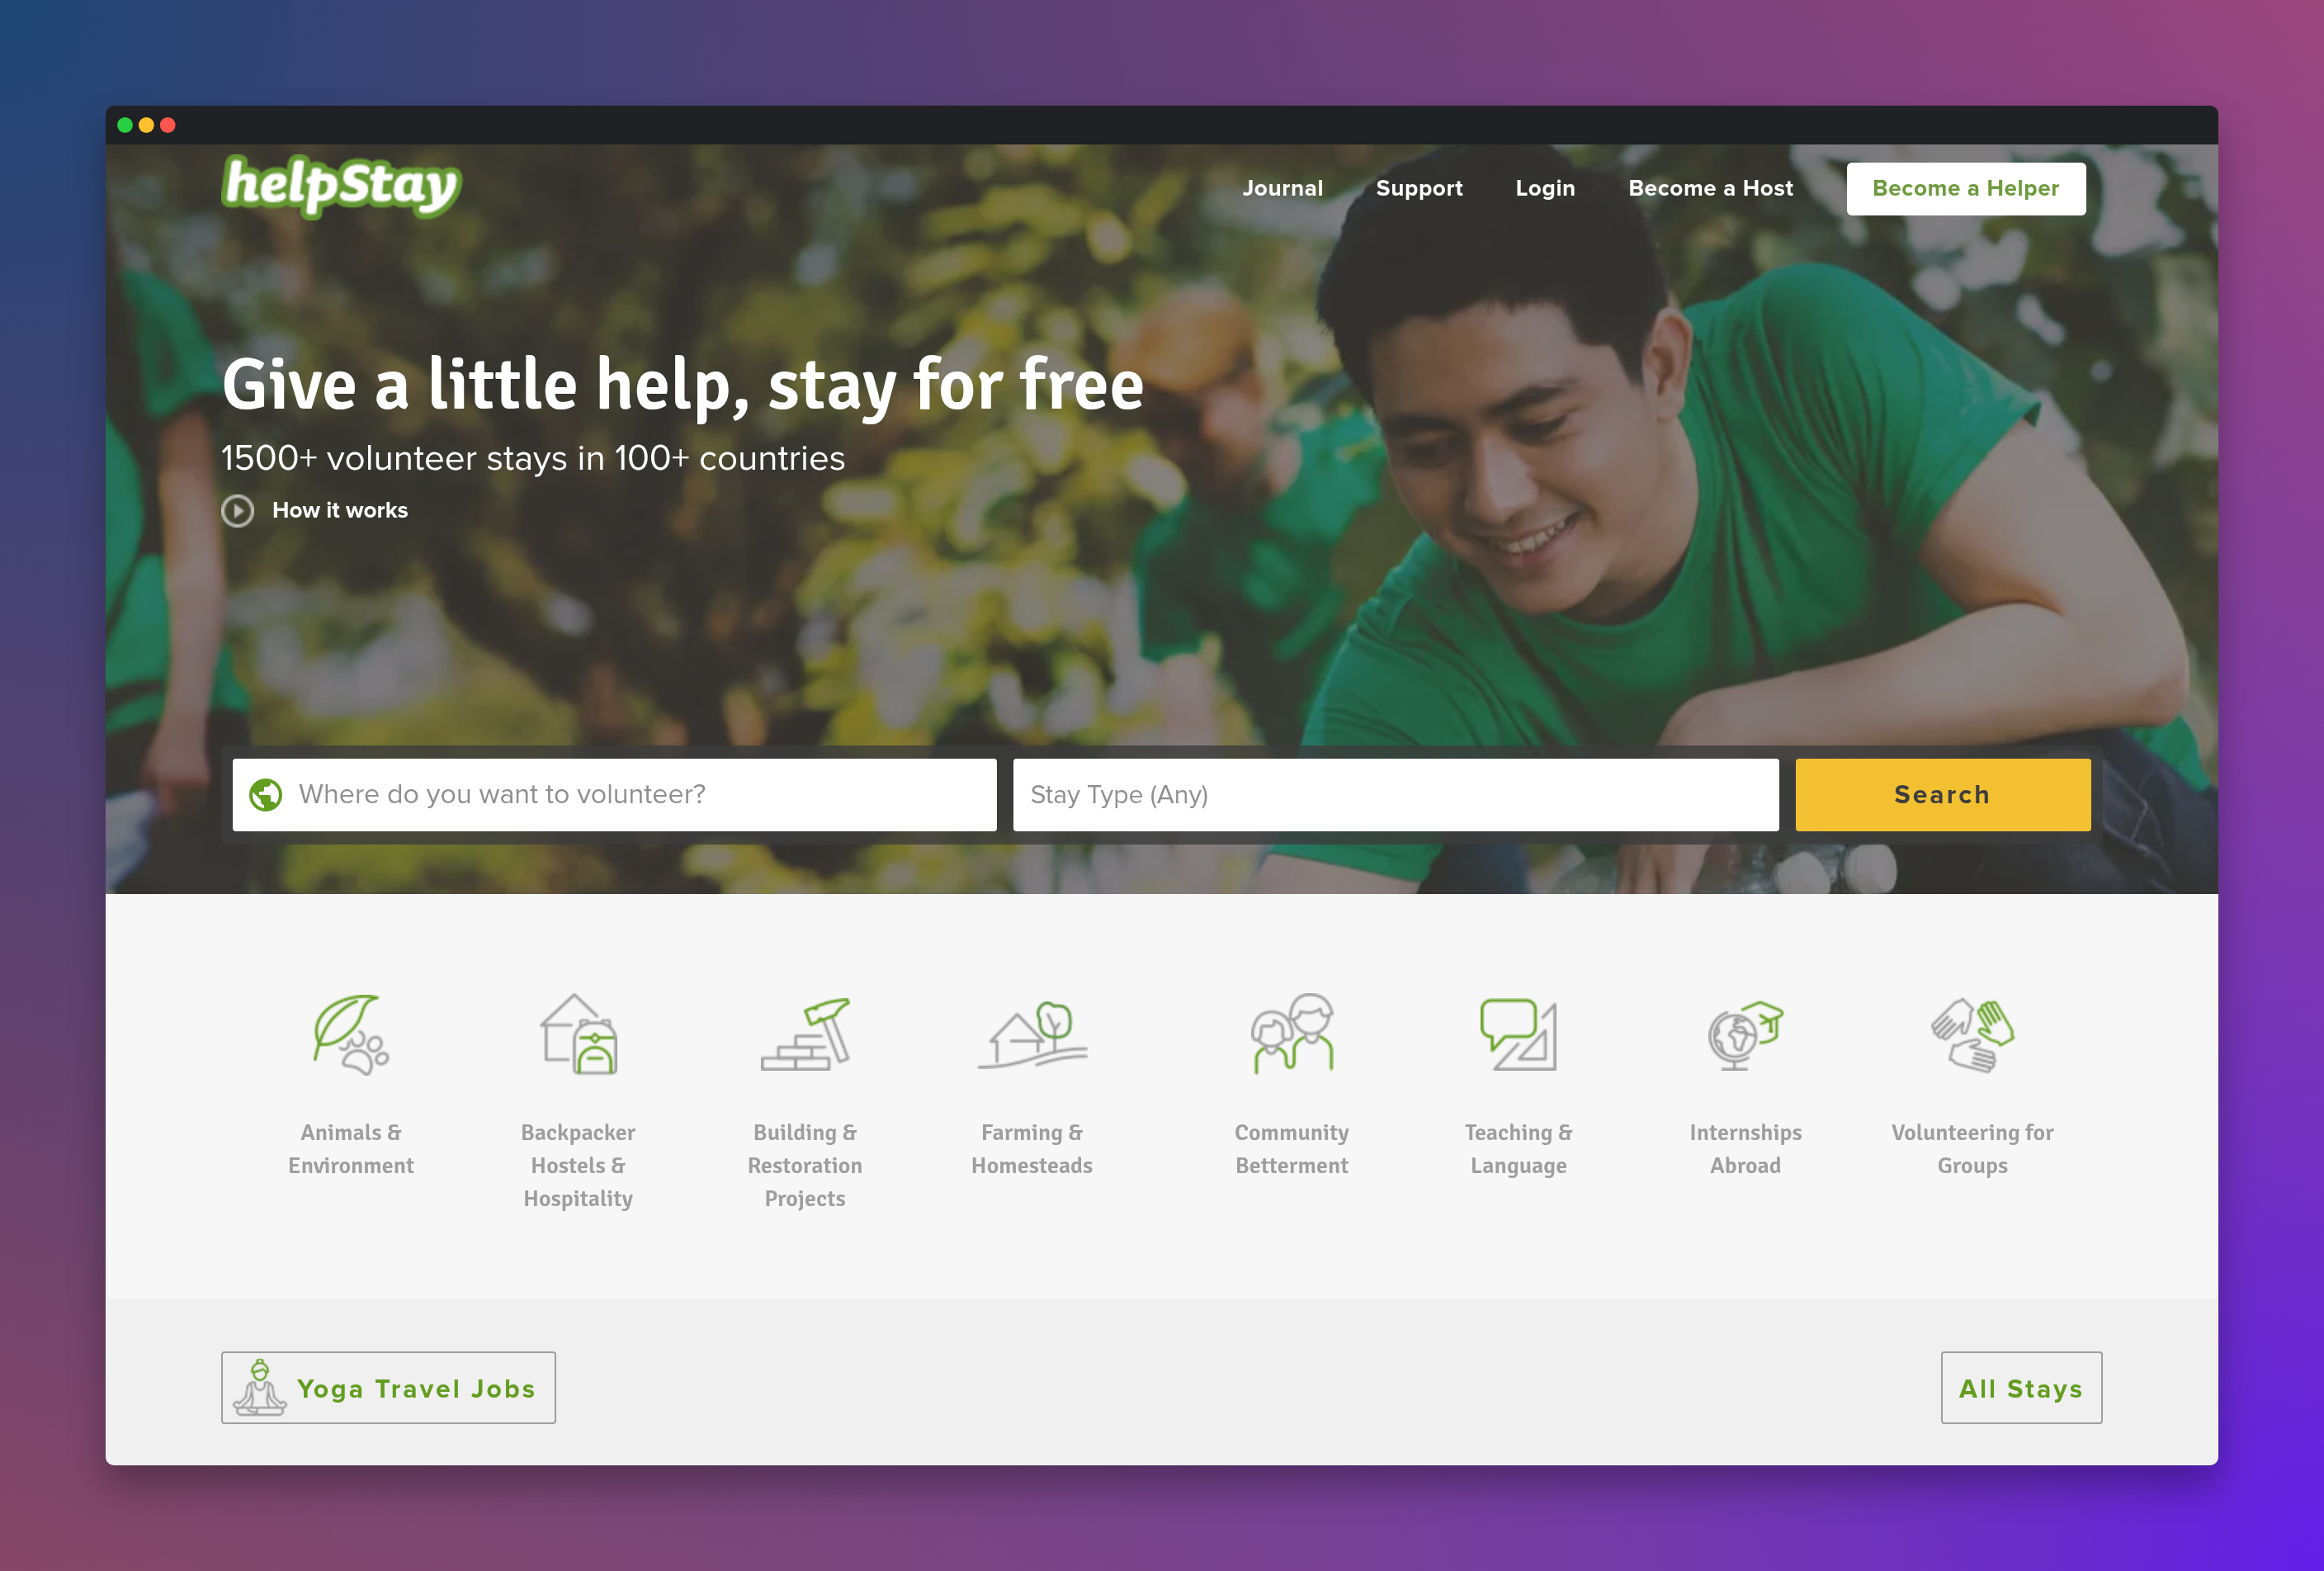 helpStay
Journal
Support
Login
Become a Host
Become a Helper
Give a little help, stay for free
1500+ volunteer stays in 100+ countries
How it works
Where do you want to volunteer?
Stay Type (Any)
Search
Animals &
Environment
Backpacker
Hostels &
Hospitality
Building &
Restoration
Projects
Farming &
Homesteads
Community
Betterment
Teaching &
Language
Internships
Abroad
Volunteering for
Groups
Yoga Travel Jobs
All Stays